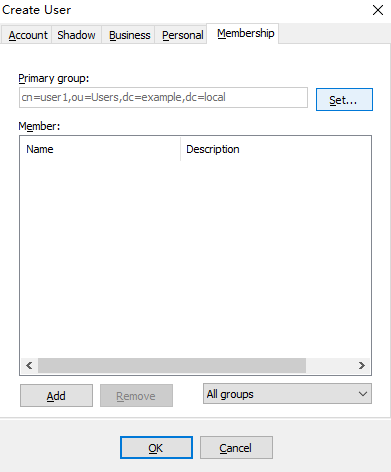 Create User
Account Shadow Business Personal Membership
Primary group:
cn=user1,ou=Users,dc=example,dc=local Set...
Member:
Name Description
Add Remove All groups
OK Cancel